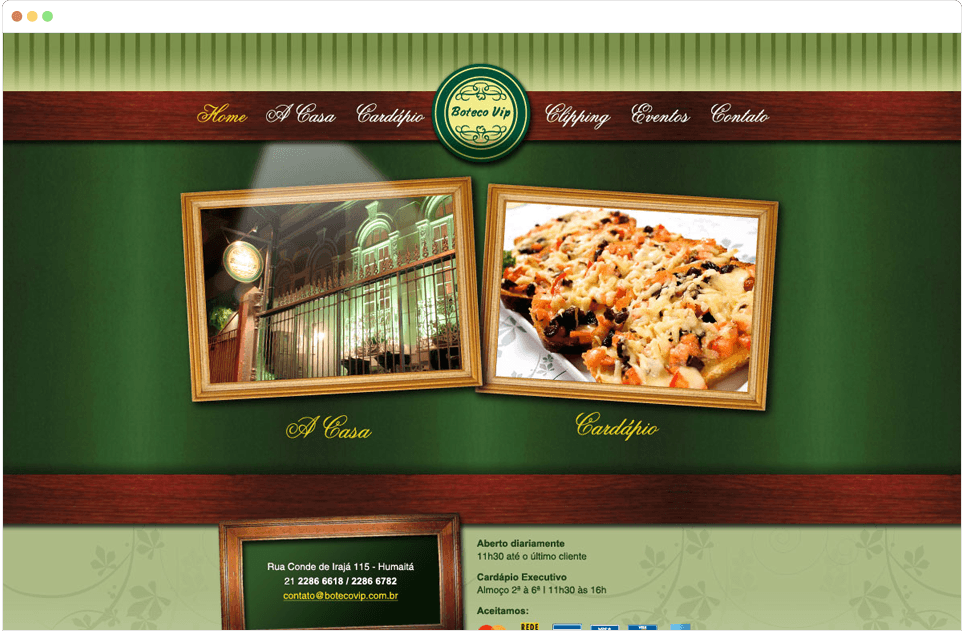 Home
A Casa
Cardápio
Boteco Vip
Clipping
Eventos
Contato
A Casa
Cardápio
Rua Conde de Irajá 115 - Humaitá
21 2286 6618 / 2286 6782
contato@botecovip.com.br
Aberto diariamente
11h30 até o último cliente
Cardápio Executivo
Almoço 2ª à 6ª | 11h30 às 16h
Aceitamos:
REDE